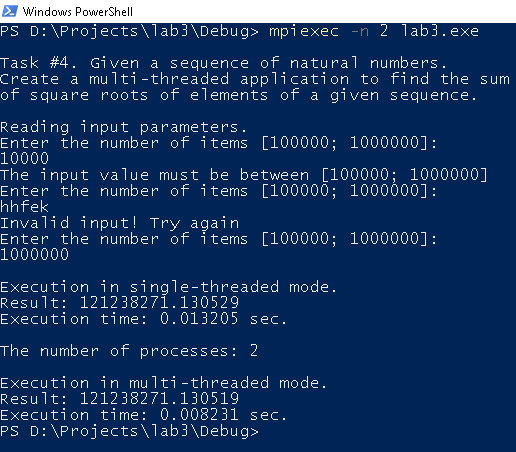 Windows PowerShell
PS D:\Projects\lab3\Debug> mpiexec -n 2 lab3.exe
Task #4. Given a sequence of natural numbers.
Create a multi-threaded application to find the sum
of square roots of elements of a given sequence.
Reading input parameters.
Enter the number of items [100000; 1000000]:
10000
The input value must be between [100000; 1000000]
Enter the number of items [100000; 1000000]:
hhfek
Invalid input! Try again
Enter the number of items [100000; 1000000]:
1000000
Execution in single-threaded mode.
Result: 121238271.130529
Execution time: 0.013205 sec.
The number of processes: 2
Execution in multi-threaded mode.
Result: 121238271.130519
Execution time: 0.008231 sec.
PS D:\Projects\lab3\Debug>